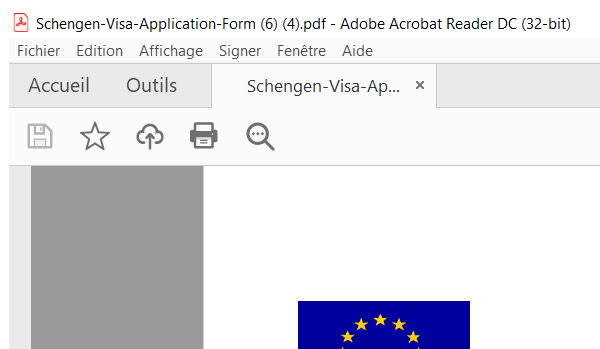 Schengen-Visa-Application-Form (6) (4).pdf - Adobe Acrobat Reader DC (32-bit)
Fichier Edition Affichage Signer Fenêtre Aide
Accueil Outils Schengen-Visa-Ap... ×